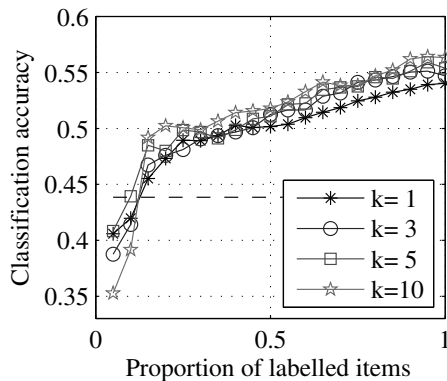 0.6
0.55
0.5
0.45
0.4
0.35
Classification accuracy
k= 1
k= 3
k= 5
k=10
0 0.5 1
Proportion of labelled items